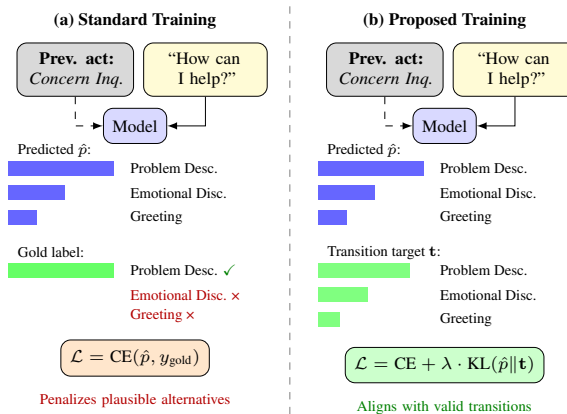 (a) Standard Training
Prev. act:
Concern Inq.
“How can
I help?”
Model
Predicted p̂:
Problem Desc.
Emotional Disc.
Greeting
Gold label:
Problem Desc. ✓
Emotional Disc. ×
Greeting ×
ℒ = CE(p̂, y_gold)
Penalizes plausible alternatives
(b) Proposed Training
Prev. act:
Concern Inq.
“How can
I help?”
Model
Predicted p̂:
Problem Desc.
Emotional Disc.
Greeting
Transition target t:
Problem Desc.
Emotional Disc.
Greeting
ℒ = CE + λ · KL(p̂‖t)
Aligns with valid transitions